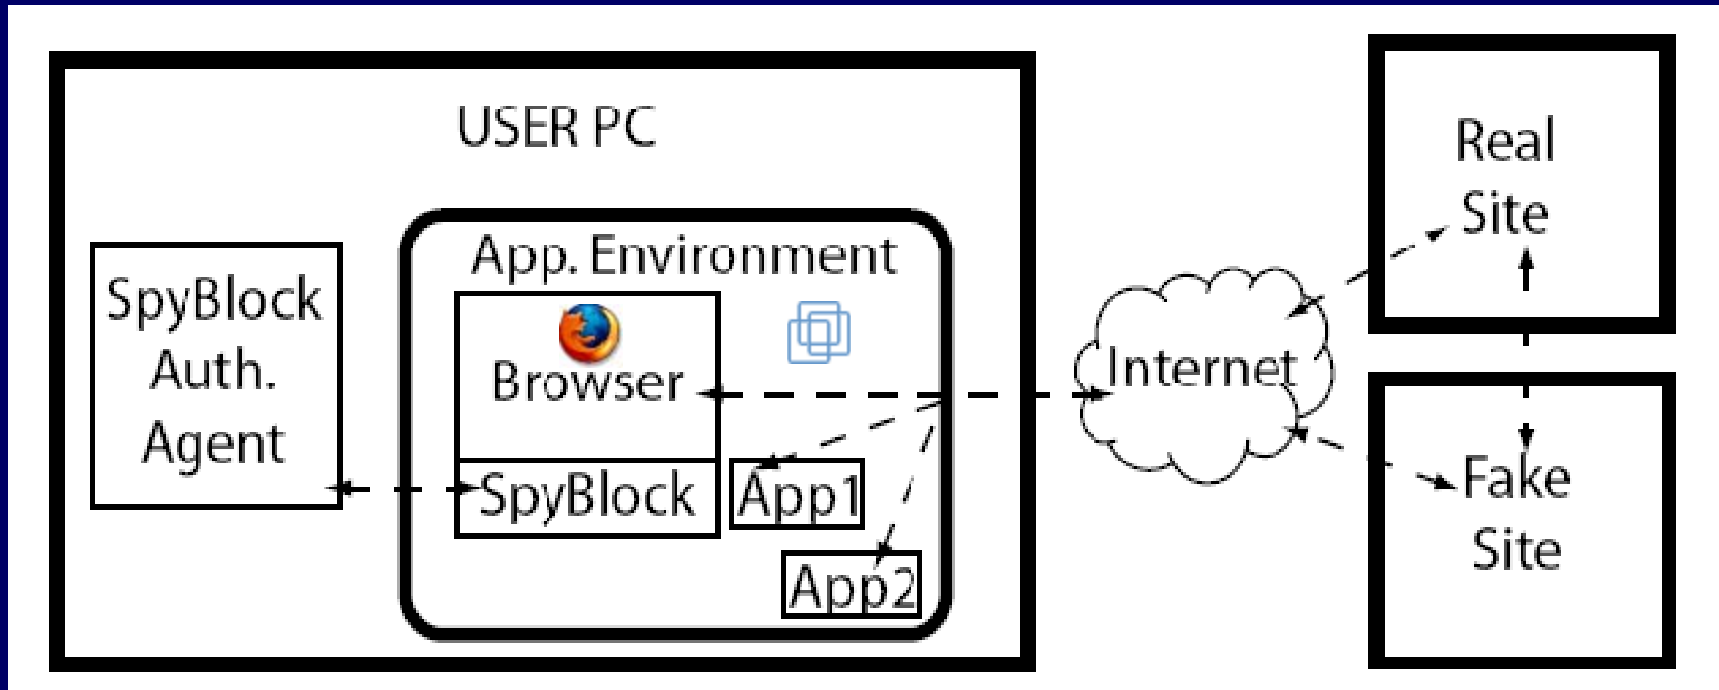 USER PC
SpyBlock
Auth.
Agent
App. Environment
Browser
SpyBlock
App1
App2
Internet
Real
Site
Fake
Site